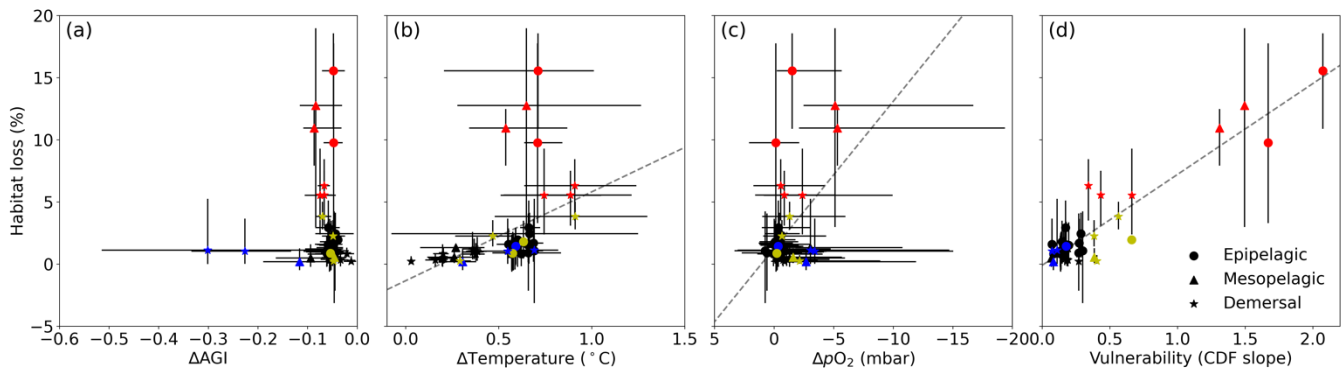 (a) (b) (c) (d)
Habitat loss (%)
20
15
10
5
0
−5
−0.6 −0.5 −0.4 −0.3 −0.2 −0.1 0.0
ΔAGI
0.0 0.5 1.0 1.5
ΔTemperature (°C)
5 0 −5 −10 −15 −20
ΔpO₂ (mbar)
0.0 0.5 1.0 1.5 2.0
Vulnerability (CDF slope)
Epipelagic
Mesopelagic
Demersal